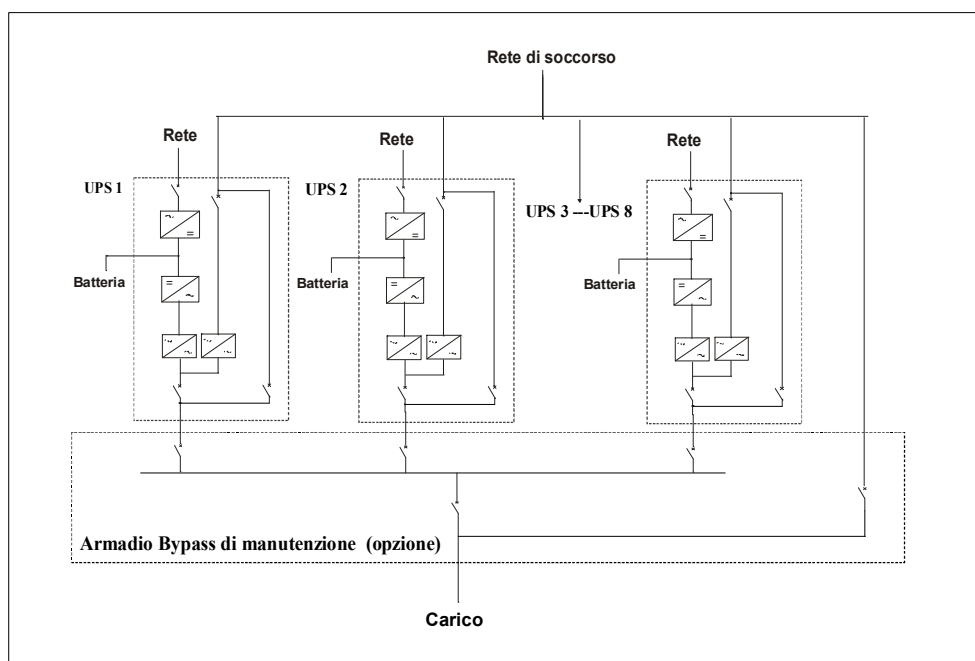 Rete di soccorso
Rete
Rete
Rete
UPS 1
UPS 2
UPS 3 ---UPS 8
Batteria
Batteria
Batteria
Armadio Bypass di manutenzione (opzione)
Carico